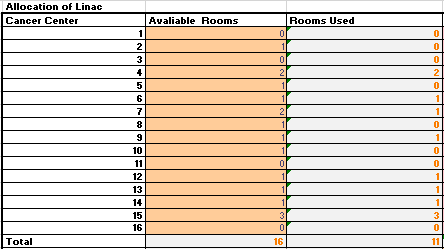 Allocation of Linac
Cancer Center Avaliable Rooms Rooms Used
1 0 0
2 1 0
3 0 0
4 2 2
5 1 0
6 1 1
7 2 1
8 1 0
9 1 1
10 1 0
11 0 0
12 1 1
13 1 1
14 1 1
15 3 3
16 0 0
Total 16 11